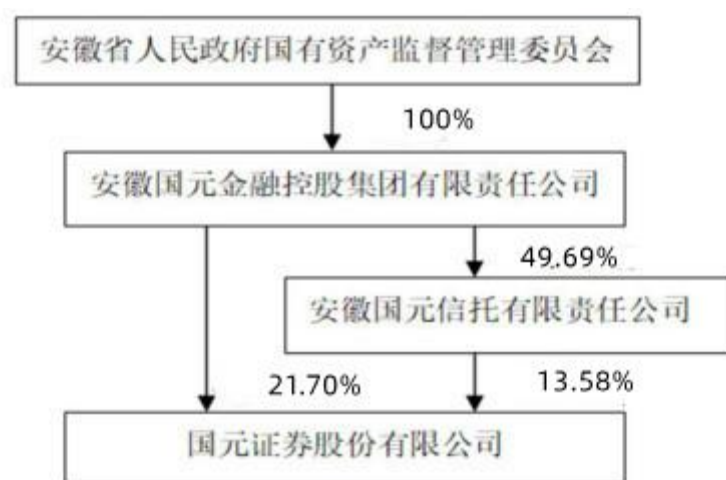 安徽省人民政府国有资产监督管理委员会
100%
安徽国元金融控股集团有限责任公司
49.69%
安徽国元信托有限责任公司
21.70%
13.58%
国元证券股份有限公司